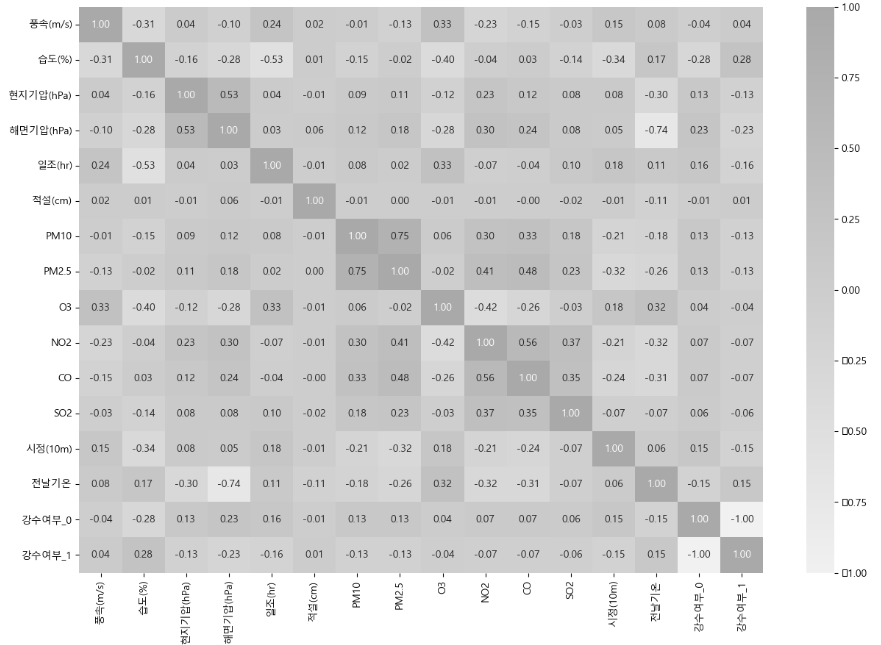 풍속(m/s) 1.00 -0.31 0.04 -0.10 0.24 0.02 -0.01 -0.13 0.33 -0.23 -0.15 -0.03 0.15 0.08 -0.04 0.04
습도(%) -0.31 1.00 -0.16 -0.28 -0.53 0.01 -0.15 -0.02 -0.40 -0.04 0.03 -0.14 -0.34 0.17 -0.28 0.28
현지기압(hPa) 0.04 -0.16 1.00 0.53 0.04 -0.01 0.09 0.11 -0.12 0.23 0.12 0.08 0.08 -0.30 0.13 -0.13
해면기압(hPa) -0.10 -0.28 0.53 1.00 0.03 0.06 0.12 0.18 -0.28 0.30 0.24 0.08 0.05 -0.74 0.23 -0.23
일조(hr) 0.24 -0.53 0.04 0.03 1.00 -0.01 0.08 0.02 0.33 -0.07 -0.04 0.10 0.18 0.11 0.16 -0.16
적설(cm) 0.02 0.01 -0.01 0.06 -0.01 1.00 -0.01 0.00 -0.01 -0.01 -0.00 -0.02 -0.01 -0.11 -0.01 0.01
PM10 -0.01 -0.15 0.09 0.12 0.08 -0.01 1.00 0.75 0.06 0.30 0.33 0.18 -0.21 -0.18 0.13 -0.13
PM2.5 -0.13 -0.02 0.11 0.18 0.02 0.00 0.75 1.00 -0.02 0.41 0.48 0.23 -0.32 -0.26 0.13 -0.13
O3 0.33 -0.40 -0.12 -0.28 0.33 -0.01 0.06 -0.02 1.00 -0.42 -0.26 -0.03 0.18 0.32 0.04 -0.04
NO2 -0.23 -0.04 0.23 0.30 -0.07 -0.01 0.30 0.41 -0.42 1.00 0.56 0.37 -0.21 -0.32 0.07 -0.07
CO -0.15 0.03 0.12 0.24 -0.04 -0.00 0.33 0.48 -0.26 0.56 1.00 0.35 -0.24 -0.31 0.07 -0.07
SO2 -0.03 -0.14 0.08 0.08 0.10 -0.02 0.18 0.23 -0.03 0.37 0.35 1.00 -0.07 -0.07 0.06 -0.06
시정(10m) 0.15 -0.34 0.08 0.05 0.18 -0.01 -0.21 -0.32 0.18 -0.21 -0.24 -0.07 1.00 0.06 0.15 -0.15
전날기온 0.08 0.17 -0.30 -0.74 0.11 -0.11 -0.18 -0.26 0.32 -0.32 -0.31 -0.07 0.06 1.00 -0.15 0.15
강수여부_0 -0.04 -0.28 0.13 0.23 0.16 -0.01 0.13 0.13 0.04 0.07 0.07 0.06 0.15 -0.15 1.00 -1.00
강수여부_1 0.04 0.28 -0.13 -0.23 -0.16 0.01 -0.13 -0.13 -0.04 -0.07 -0.07 -0.06 -0.15 0.15 -1.00 1.00
풍속(m/s) 습도(%) 현지기압(hPa) 해면기압(hPa) 일조(hr) 적설(cm) PM10 PM2.5 O3 NO2 CO SO2 시정(10m) 전날기온 강수여부_0 강수여부_1
1.00
0.75
0.50
0.25
0.00
▯0.25
▯0.50
▯0.75
▯1.00